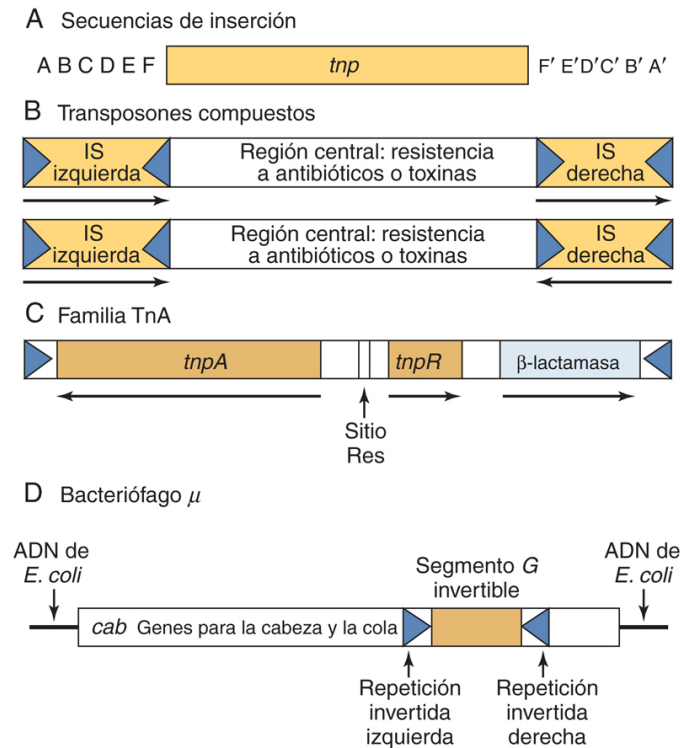 A Secuencias de inserción
A B C D E F tnp F′ E′D′C′ B′ A′
B Transposones compuestos
IS izquierda
Región central: resistencia a antibióticos o toxinas
IS derecha
IS izquierda
Región central: resistencia a antibióticos o toxinas
IS derecha
C Familia TnA
tnpA tnpR β-lactamasa
Sitio
Res
D Bacteriófago μ
ADN de
E. coli
Segmento G
invertible
ADN de
E. coli
cab Genes para la cabeza y la cola
Repetición
invertida
izquierda
Repetición
invertida
derecha